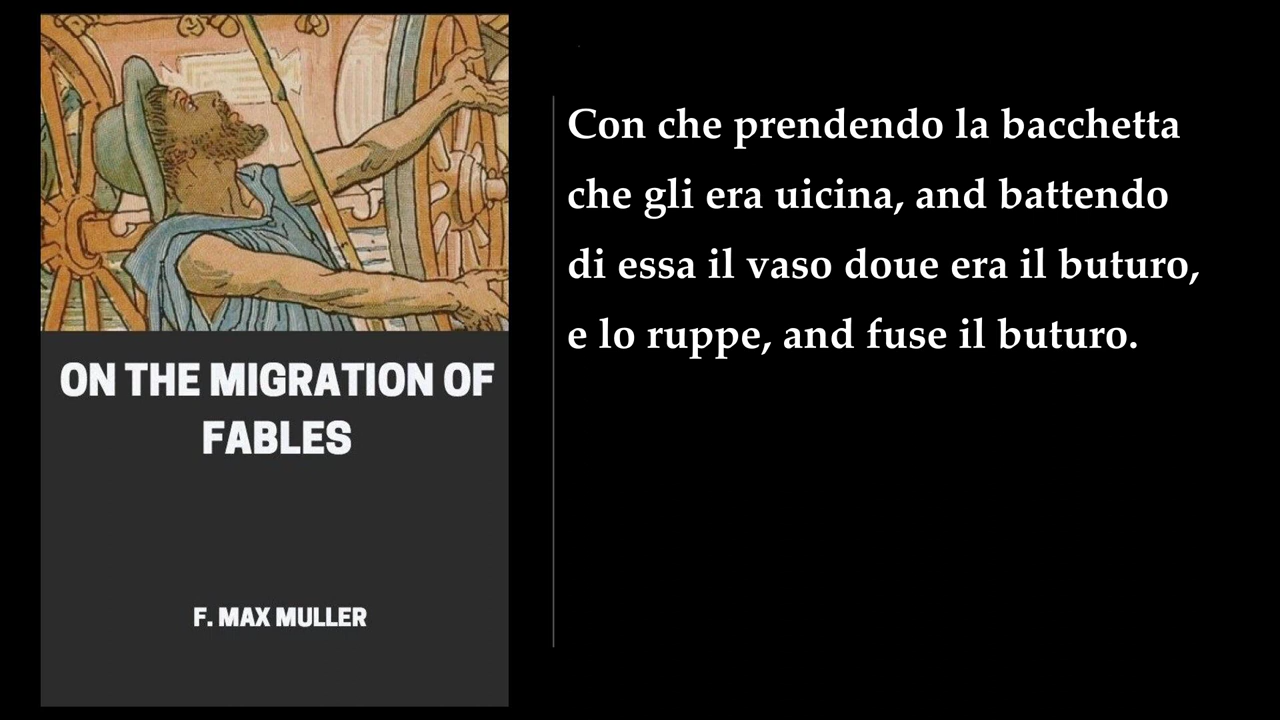 ON THE MIGRATION OF
FABLES
F. MAX MULLER
Con che prendendo la bacchetta
che gli era uicina, and battendo
di essa il vaso doue era il buturo,
e lo ruppe, and fuse il buturo.